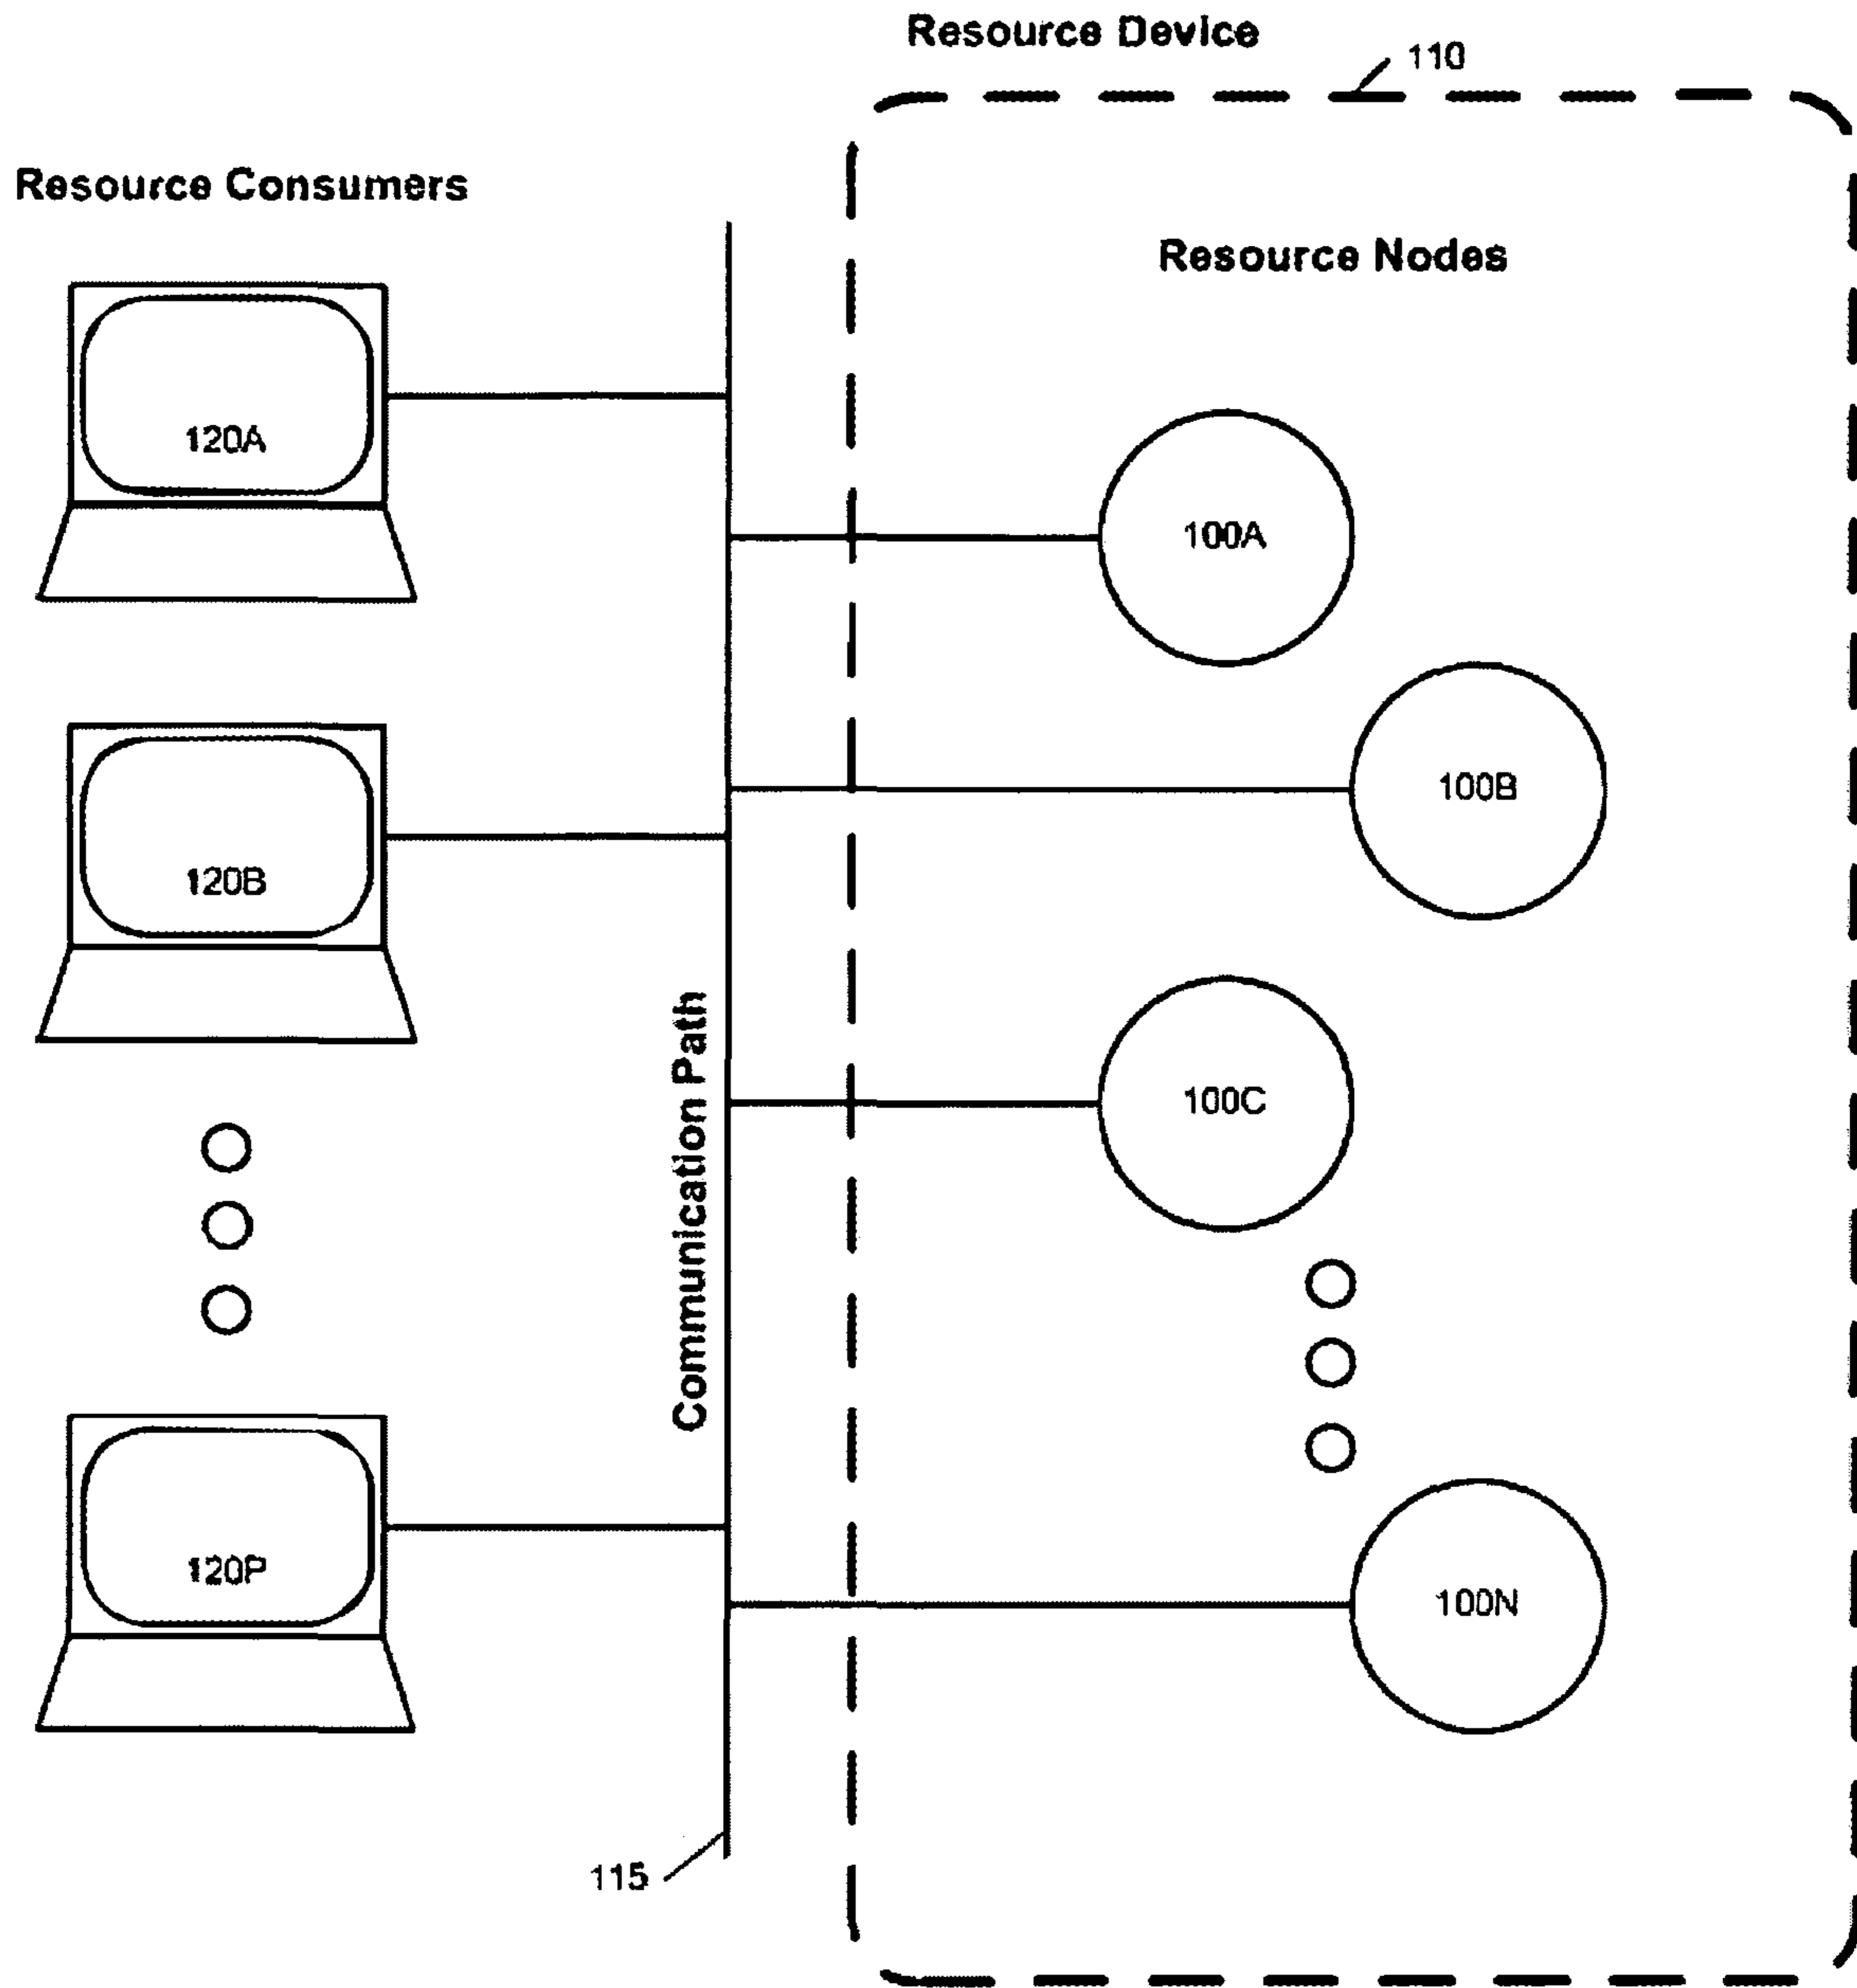 Resource Device
110
Resource Consumers
Resource Nodes
120A
100A
100B
120B
Communication Path
100C
120P
100N
115